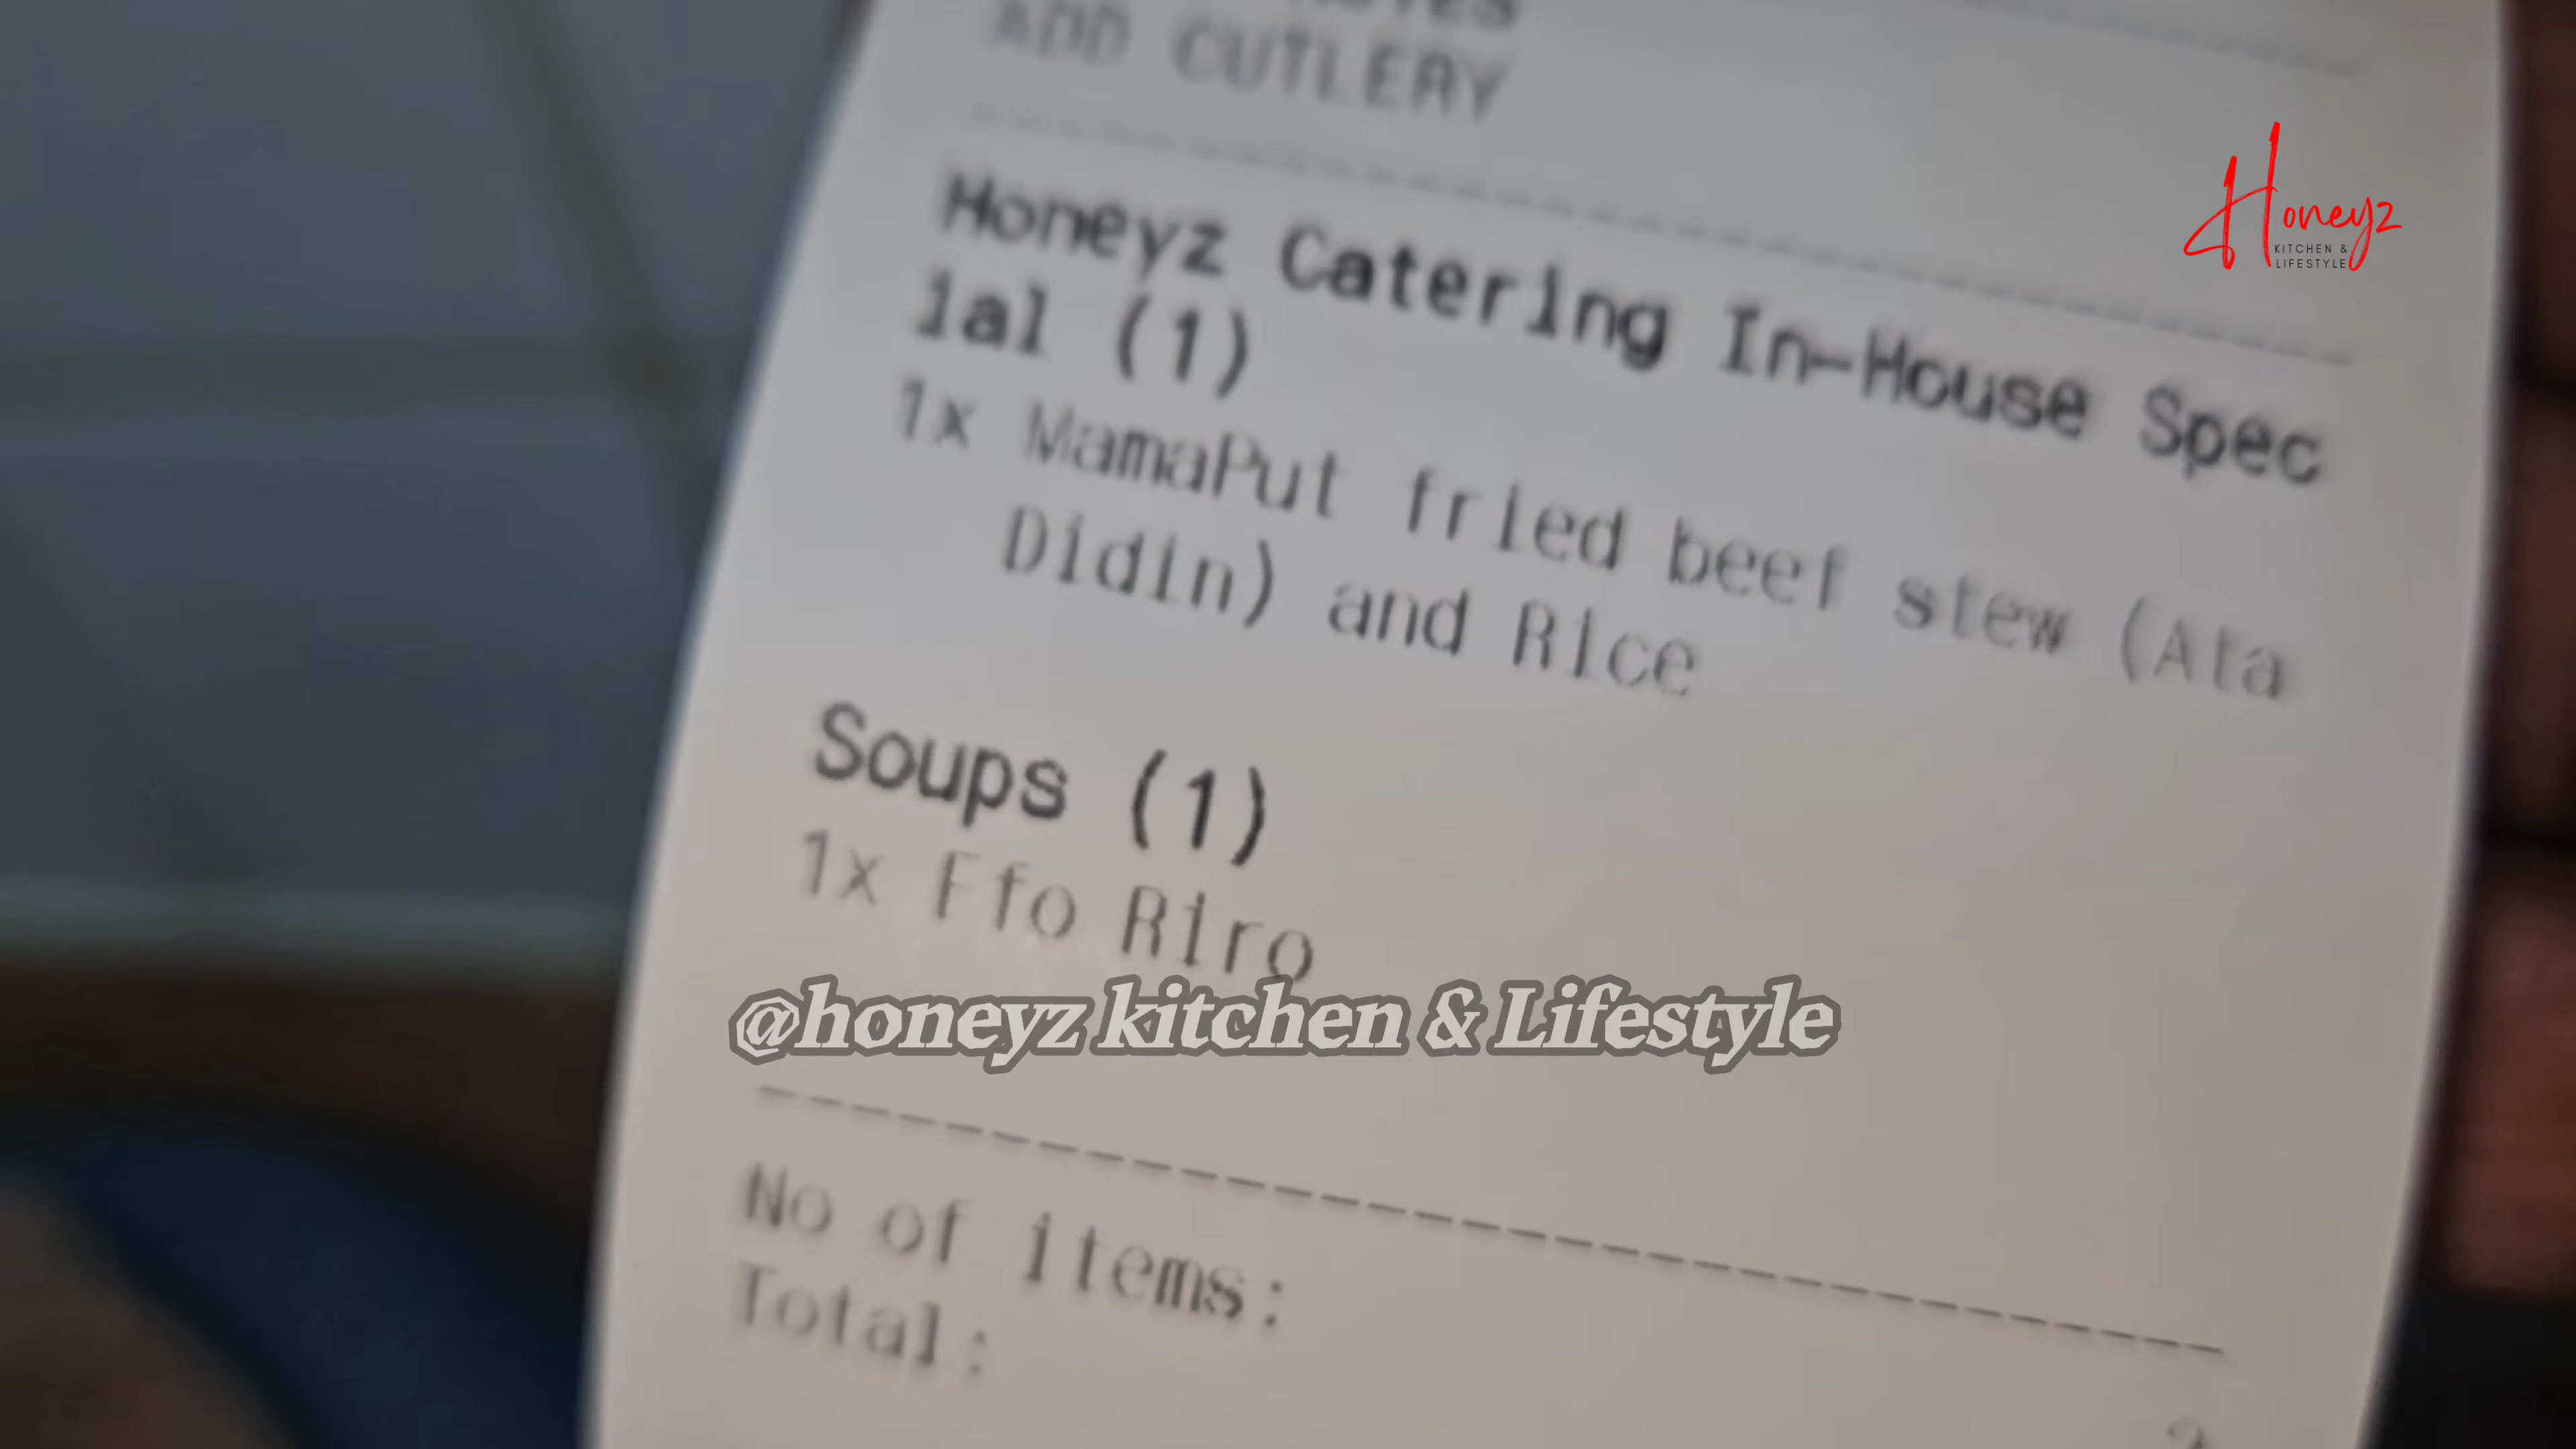 ADD CUTLERY
Honeyz Catering In-House Spec
ial (1)
1x MamaPut fried beef stew (Ata
Didin) and Rice
Soups (1)
1x Efo Riro
No of items:
Total:
Honeyz
KITCHEN &
LIFESTYLE
@honeyz kitchen & Lifestyle